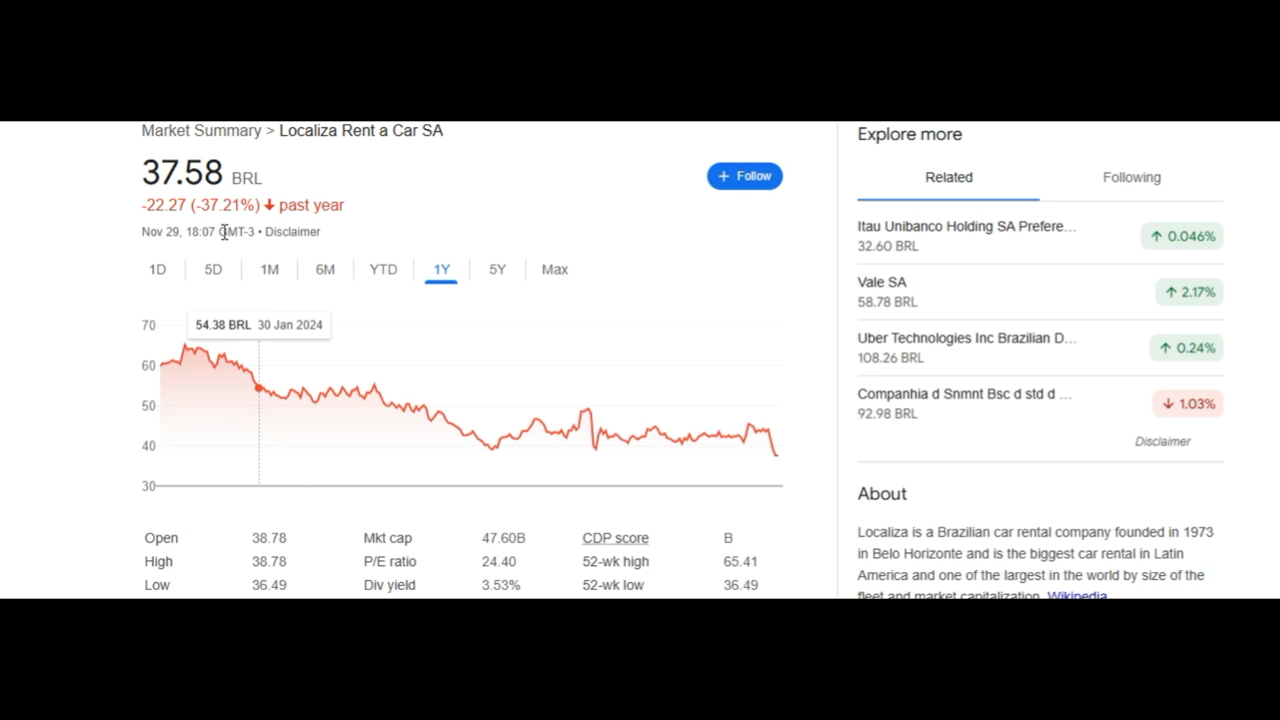 Market Summary > Localiza Rent a Car SA
37.58 BRL
+ Follow
-22.27 (-37.21%) ↓ past year
Nov 29, 18:07 GMT-3 • Disclaimer
1D 5D 1M 6M YTD 1Y 5Y Max
54.38 BRL 30 Jan 2024
70
60
50
40
30
Open 38.78 Mkt cap 47.60B CDP score B
High 38.78 P/E ratio 24.40 52-wk high 65.41
Low 36.49 Div yield 3.53% 52-wk low 36.49
Explore more
Related Following
Itau Unibanco Holding SA Prefere...
↑ 0.046%
32.60 BRL
Vale SA
↑ 2.17%
58.78 BRL
Uber Technologies Inc Brazilian D...
↑ 0.24%
108.26 BRL
Companhia d Snmnt Bsc d std d ...
↓ 1.03%
92.98 BRL
Disclaimer
About
Localiza is a Brazilian car rental company founded in 1973
in Belo Horizonte and is the biggest car rental in Latin
America and one of the largest in the world by size of the
fleet and market capitalization. Wikipedia